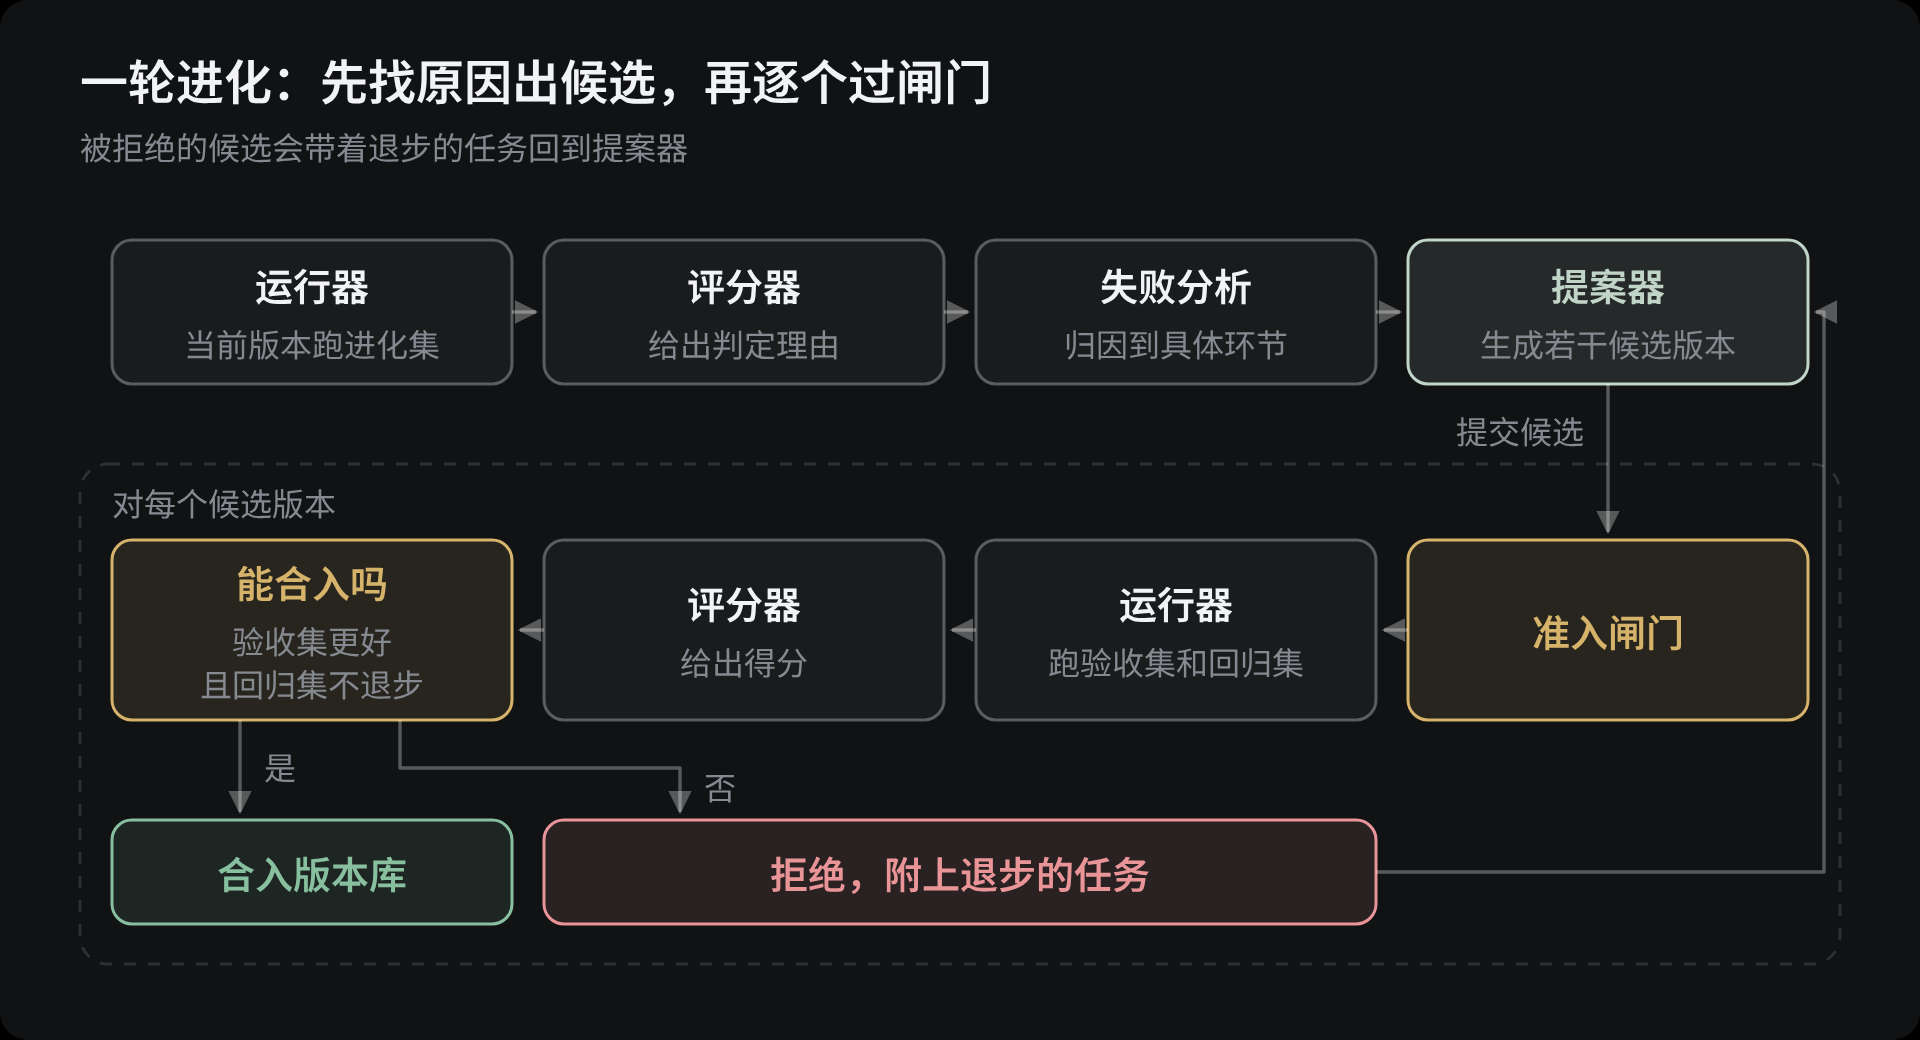 一轮进化：先找原因出候选，再逐个过闸门
被拒绝的候选会带着退步的任务回到提案器
运行器
当前版本跑进化集
评分器
给出判定理由
失败分析
归因到具体环节
提案器
生成若干候选版本
提交候选
对每个候选版本
能合入吗
验收集更好
且回归集不退步
评分器
给出得分
运行器
跑验收集和回归集
准入闸门
是
否
合入版本库
拒绝，附上退步的任务